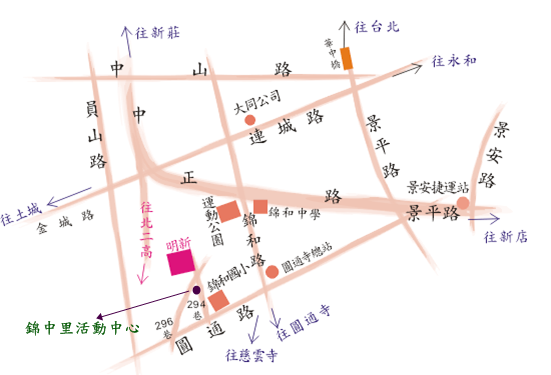 往新莊
往台北
華中橋
中山路
往永和
員山路
中正路
大同公司
連城路
景平路
景安路
往土城
金城路
往北二高
運動公園
錦和路
錦和中學
景安捷運站
景平路
往新店
明新
錦和國小
圓通寺總站
294巷
296巷
錦中里活動中心
圓通路
往圓通寺
往慈雲寺